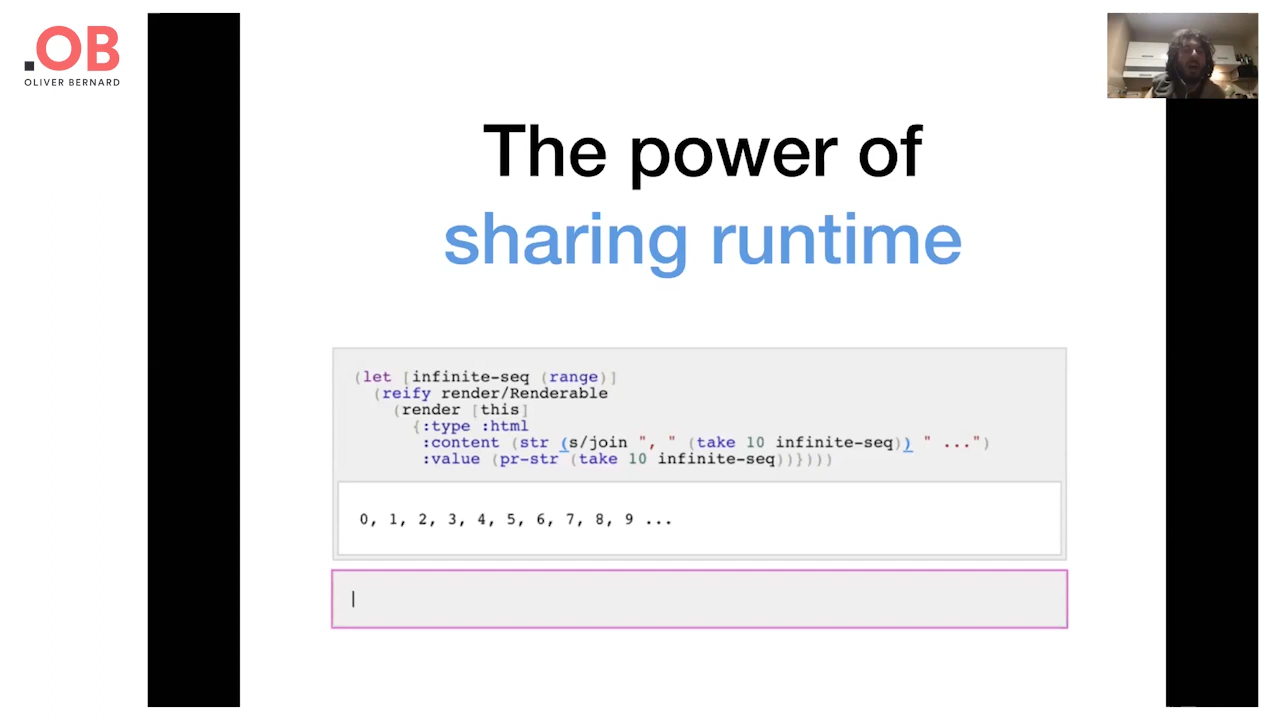 .OB
OLIVER BERNARD
The power of
sharing runtime
(let [infinite-seq (range)]
(reify render/Renderable
(render [this]
{:type :html
:content (str (s/join ", " (take 10 infinite-seq)) " ...")
:value (pr-str (take 10 infinite-seq))})))
0, 1, 2, 3, 4, 5, 6, 7, 8, 9 ...